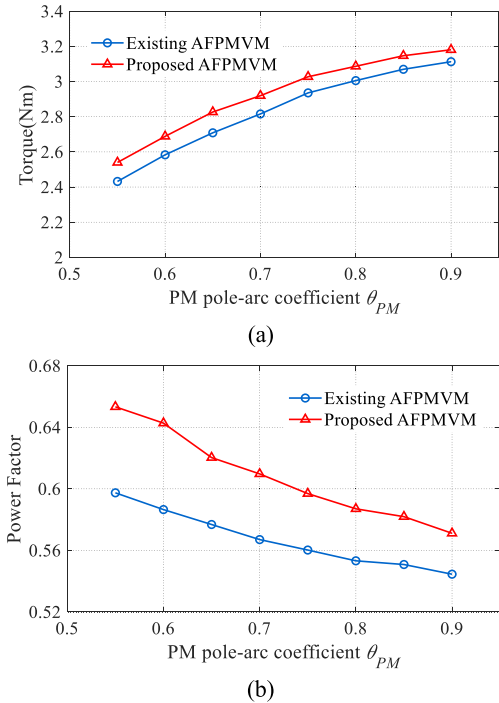 3.4
3.2
3
2.8
2.6
2.4
2.2
2
Torque(Nm)
Existing AFPMVM
Proposed AFPMVM
0.5 0.6 0.7 0.8 0.9
PM pole-arc coefficient θPM
(a)
0.68
0.64
0.6
0.56
0.52
Power Factor
Existing AFPMVM
Proposed AFPMVM
0.5 0.6 0.7 0.8 0.9
PM pole-arc coefficient θPM
(b)